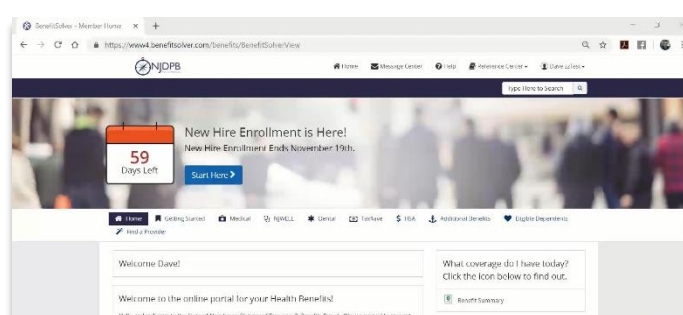 BenefitSolver - Member Home
https://www4.benefitsolver.com/benefits/BenefitSolverView
NJDPB
Home Message Center Help Reference Center
Type Here to Search
New Hire Enrollment is Here!
59
Days Left
New Hire Enrollment Ends November 19th.
Start Here
Home Getting Started Medical NJWELL Dental TaxSave HSA Additional Benefits Eligible Dependents
Find a Provider
Welcome Dave!
What coverage do I have today?
Click the icon below to find out.
Welcome to the online portal for your Health Benefits!
Benefit Summary